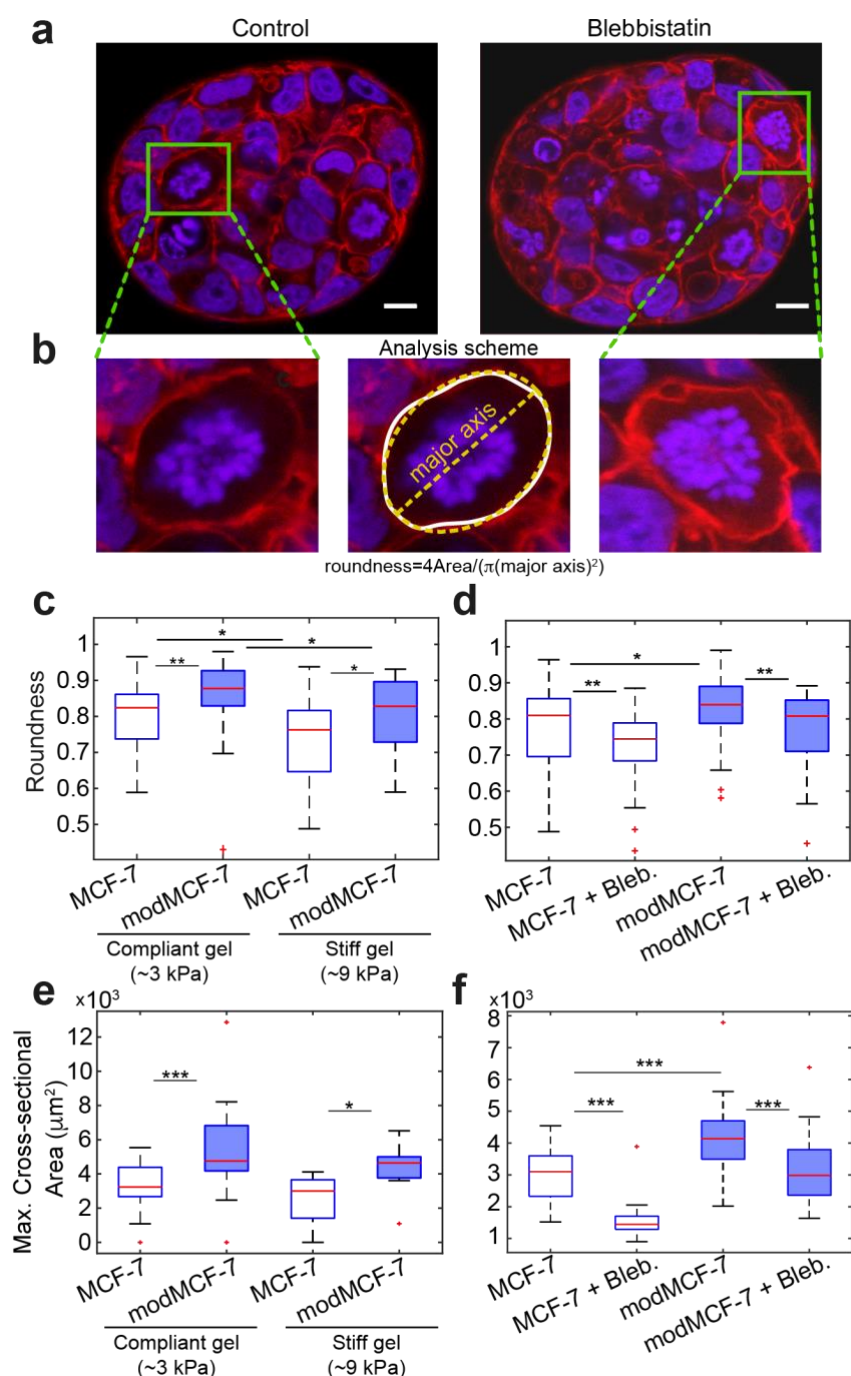 a
Control
Blebbistatin
b
Analysis scheme
major axis
roundness=4Area/(π(major axis)²)
c
Roundness
1
0.9
0.8
0.7
0.6
0.5
*
*
**
*
MCF-7
modMCF-7
MCF-7
modMCF-7
Compliant gel
(~3 kPa)
Stiff gel
(~9 kPa)
d
1
0.9
0.8
0.7
0.6
0.5
*
**
**
MCF-7
MCF-7 + Bleb.
modMCF-7
modMCF-7 + Bleb.
e
x10³
Max. Cross-sectional
Area (μm²)
12
10
8
6
4
2
0
***
*
MCF-7
modMCF-7
MCF-7
modMCF-7
Compliant gel
(~3 kPa)
Stiff gel
(~9 kPa)
f
x10³
8
7
6
5
4
3
2
1
***
***
***
MCF-7
MCF-7 + Bleb.
modMCF-7
modMCF-7 + Bleb.